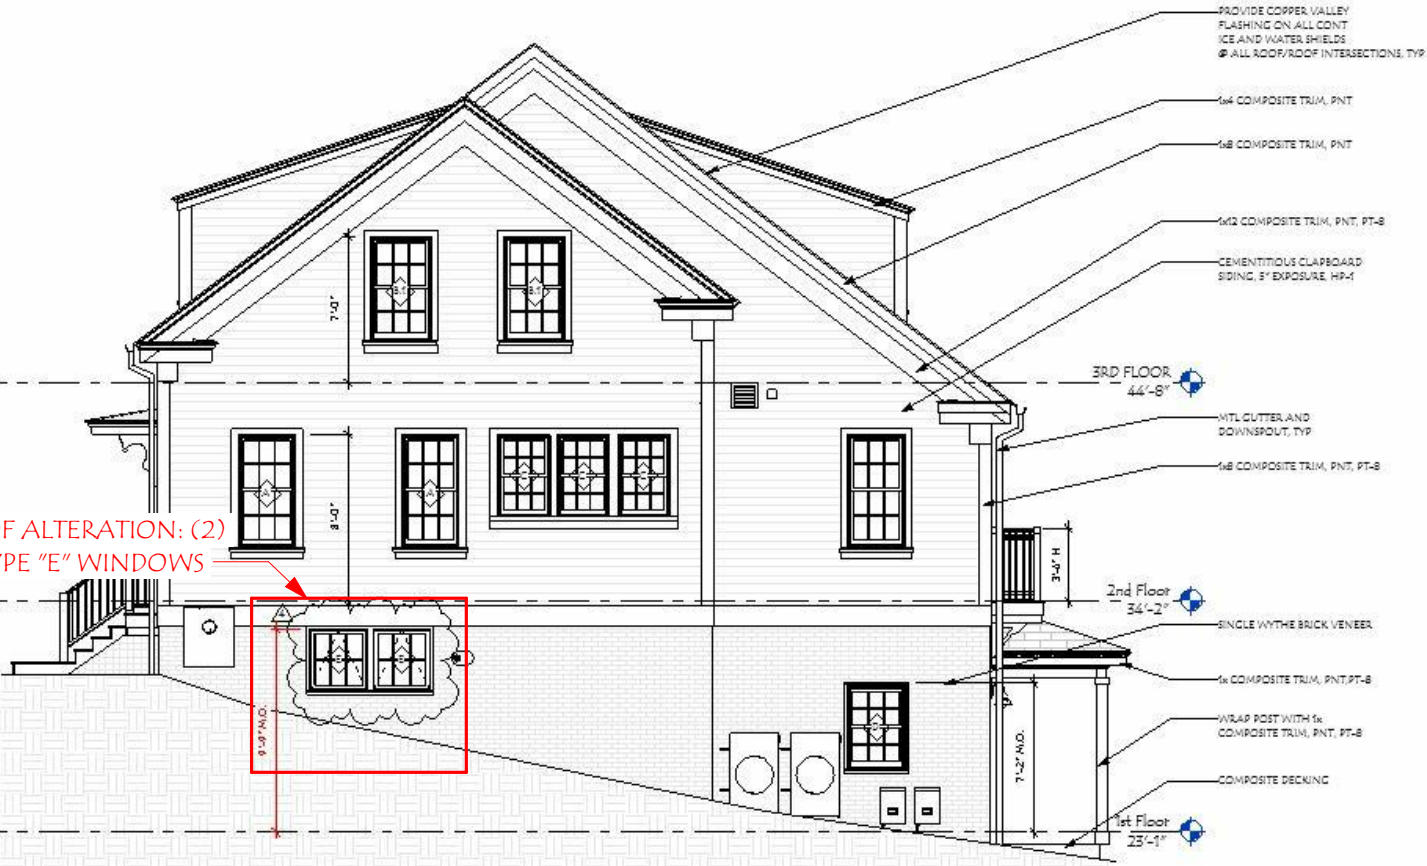 PROVIDE COPPER VALLEY
FLASHING ON ALL CONT
ICE AND WATER SHIELDS
@ ALL ROOF/ROOF INTERSECTIONS, TYP
1x4 COMPOSITE TRIM, PNT
1x8 COMPOSITE TRIM, PNT
1x12 COMPOSITE TRIM, PNT, PT-8
CEMENTITIOUS CLAPBOARD
SIDING, 5" EXPOSURE, HP-1
7'-0"
3RD FLOOR
44'-8"
MTL GUTTER AND
DOWNSPOUT, TYP
1x8 COMPOSITE TRIM, PNT, PT-8
A
A
8'-0"
F ALTERATION: (2)
YPE "E" WINDOWS
3'-6" H
2nd Floor
34'-2"
SINGLE WYTHE BRICK VENEER
G
1x COMPOSITE TRIM, PNT,PT-8
WRAP POST WITH 1x
COMPOSITE TRIM, PNT, PT-8
7'-2" M.O.
COMPOSITE DECKING
1st Floor
23'-1"